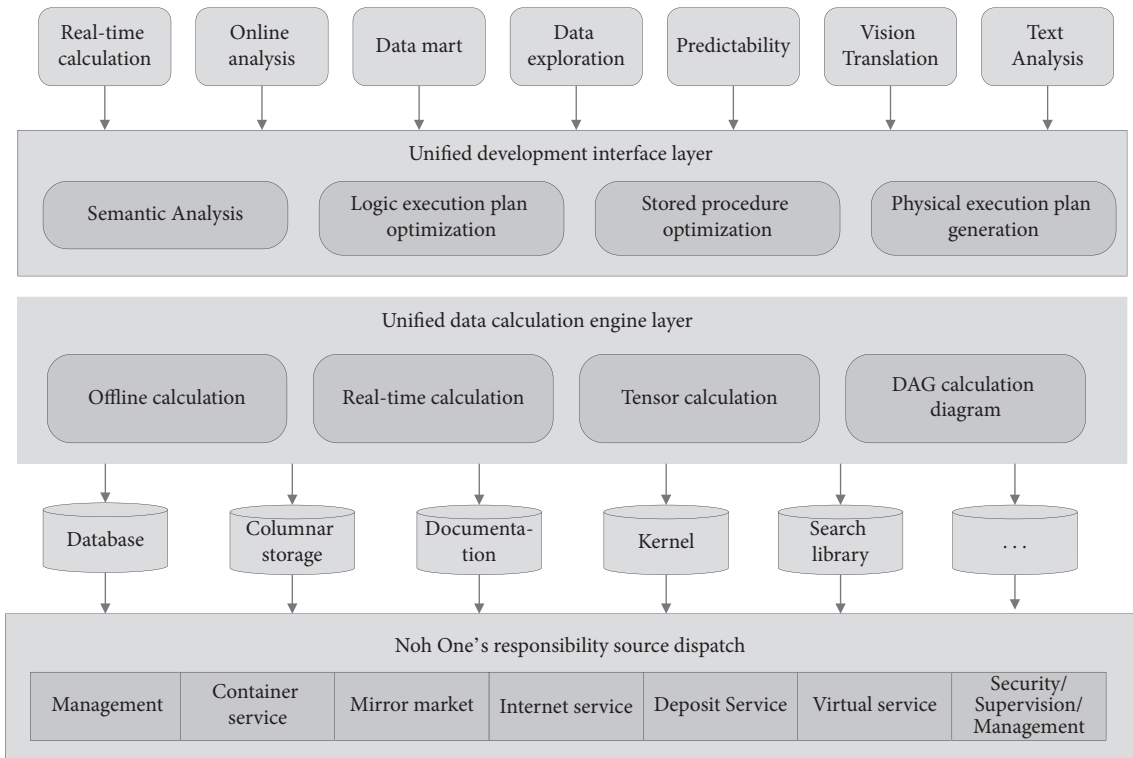 Real-time
calculation
Online
analysis
Data mart
Data
exploration
Predictability
Vision
Translation
Text
Analysis
Unified development interface layer
Semantic Analysis
Logic execution plan
optimization
Stored procedure
optimization
Physical execution plan
generation
Unified data calculation engine layer
Offline calculation
Real-time calculation
Tensor calculation
DAG calculation
diagram
Database
Columnar
storage
Documenta-
tion
Kernel
Search
library
...
Noh One's responsibility source dispatch
Management
Container
service
Mirror market
Internet service
Deposit Service
Virtual service
Security/
Supervision/
Management